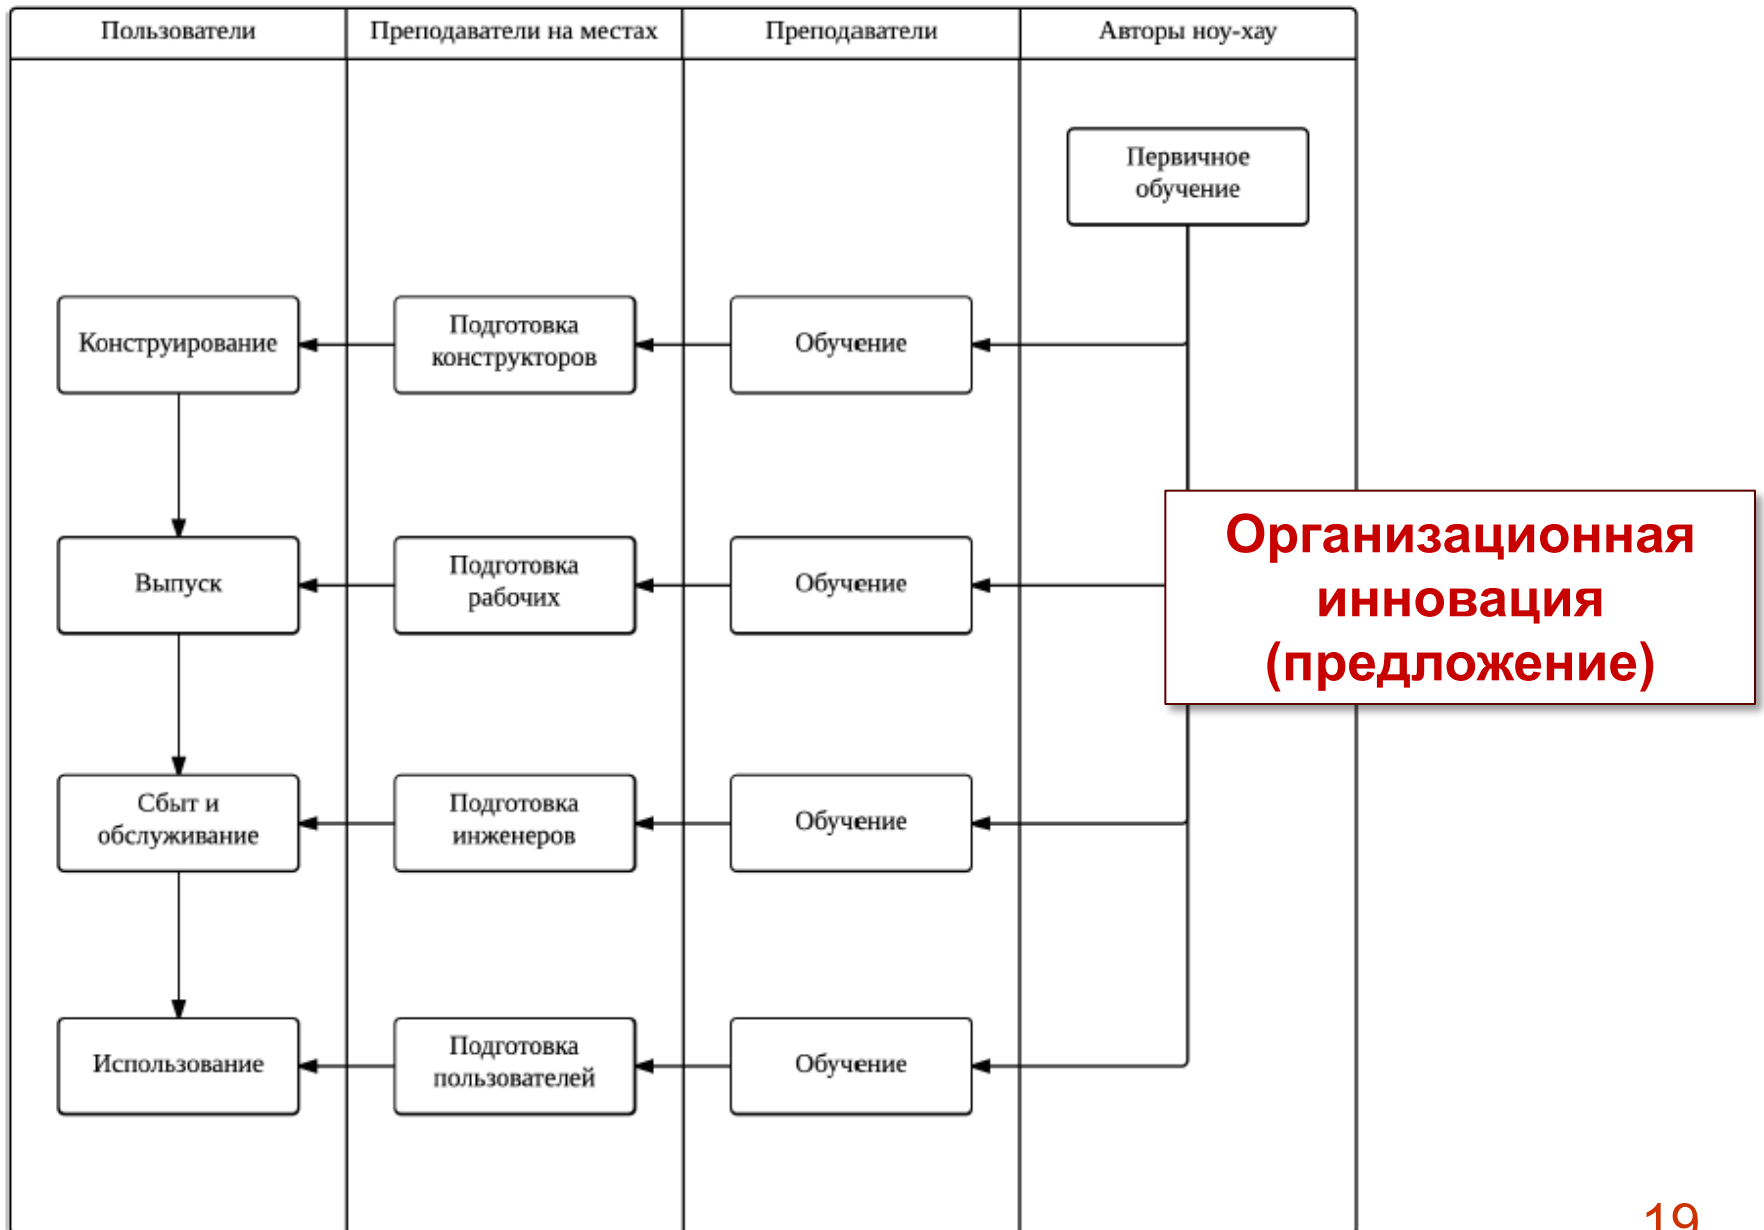 Пользователи
Преподаватели на местах
Преподаватели
Авторы ноу-хау
Первичное
обучение
Конструирование
Подготовка
конструкторов
Обучение
Организационная
инновация
(предложение)
Выпуск
Подготовка
рабочих
Обучение
Сбыт и
обслуживание
Подготовка
инженеров
Обучение
Использование
Подготовка
пользователей
Обучение
19